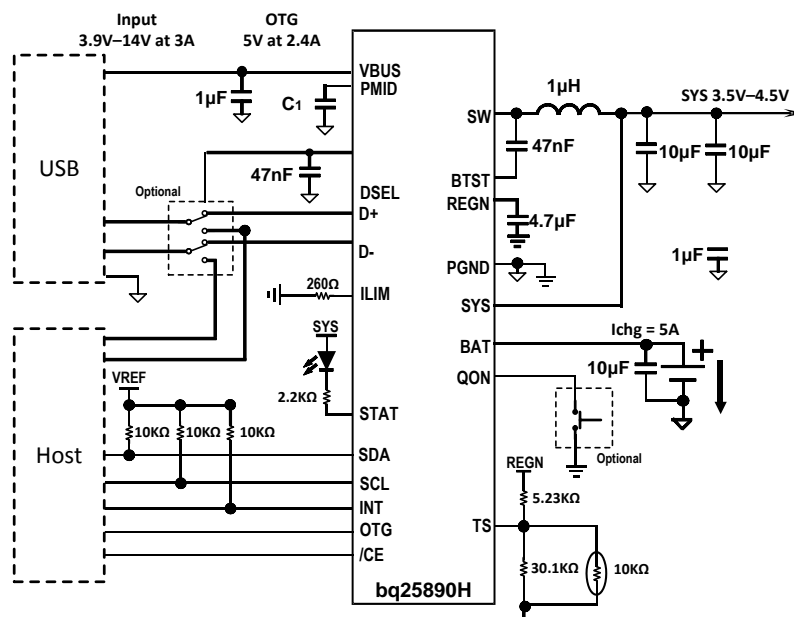 Input
3.9V–14V at 3A
OTG
5V at 2.4A
VBUS
PMID
1µF
C1
1µH
SYS 3.5V–4.5V
SW
47nF
10µF
10µF
USB
Optional
47nF
DSEL
D+
D-
BTST
REGN
4.7µF
PGND
1µF
260Ω
ILIM
SYS
SYS
BAT
Ichg = 5A
10µF
+
QON
VREF
2.2KΩ
STAT
10KΩ
10KΩ
10KΩ
Optional
Host
SDA
SCL
INT
OTG
/CE
REGN
5.23KΩ
TS
30.1KΩ
10KΩ
bq25890H